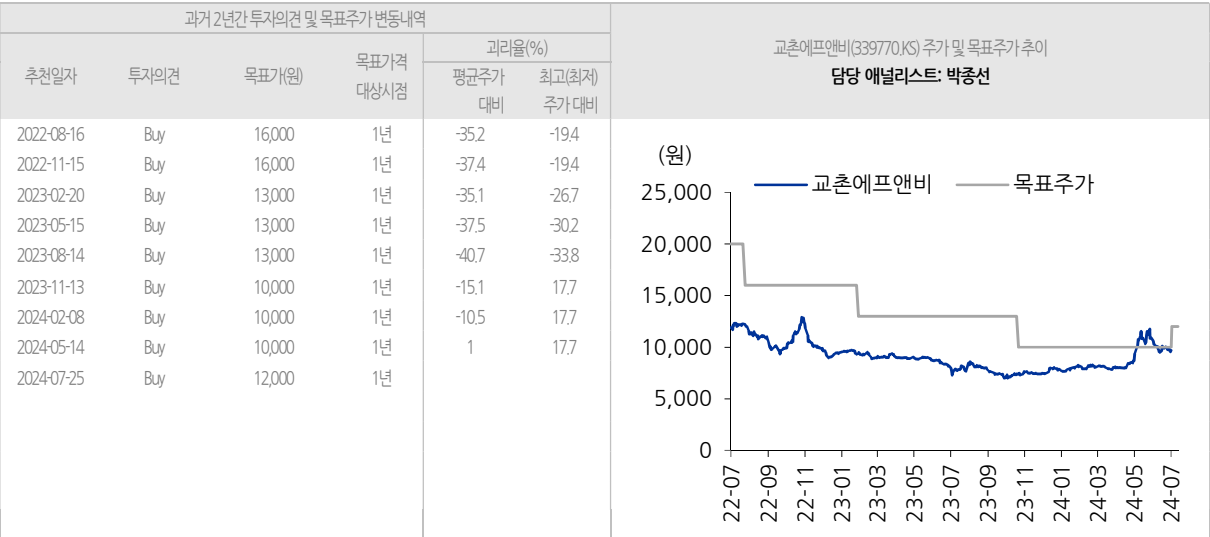 과거 2년간 투자의견 및 목표주가 변동내역
추천일자 투자의견 목표가(원) 목표가격 대상시점 괴리율(%)
평균주가 대비 최고(최저) 주가 대비
2022-08-16 Buy 16,000 1년 -35.2 -19.4
2022-11-15 Buy 16,000 1년 -37.4 -19.4
2023-02-20 Buy 13,000 1년 -35.1 -26.7
2023-05-15 Buy 13,000 1년 -37.5 -30.2
2023-08-14 Buy 13,000 1년 -40.7 -33.8
2023-11-13 Buy 10,000 1년 -15.1 17.7
2024-02-08 Buy 10,000 1년 -10.5 17.7
2024-05-14 Buy 10,000 1년 1 17.7
2024-07-25 Buy 12,000 1년
교촌에프앤비(339770.KS) 주가 및 목표주가 추이
담당 애널리스트: 박종선
(원)
교촌에프앤비 목표주가
25,000
20,000
15,000
10,000
5,000
0
22-07 22-09 22-11 23-01 23-03 23-05 23-07 23-09 23-11 24-01 24-03 24-05 24-07